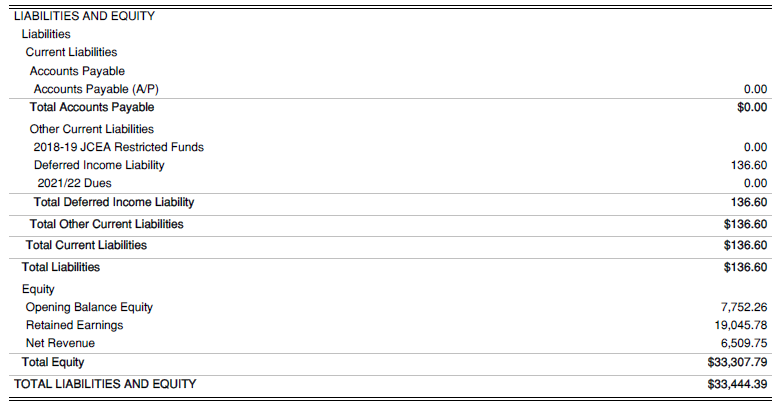 LIABILITIES AND EQUITY
Liabilities
Current Liabilities
Accounts Payable
Accounts Payable (A/P) 0.00
Total Accounts Payable $0.00
Other Current Liabilities
2018-19 JCEA Restricted Funds 0.00
Deferred Income Liability 136.60
2021/22 Dues 0.00
Total Deferred Income Liability 136.60
Total Other Current Liabilities $136.60
Total Current Liabilities $136.60
Total Liabilities $136.60
Equity
Opening Balance Equity 7,752.26
Retained Earnings 19,045.78
Net Revenue 6,509.75
Total Equity $33,307.79
TOTAL LIABILITIES AND EQUITY $33,444.39